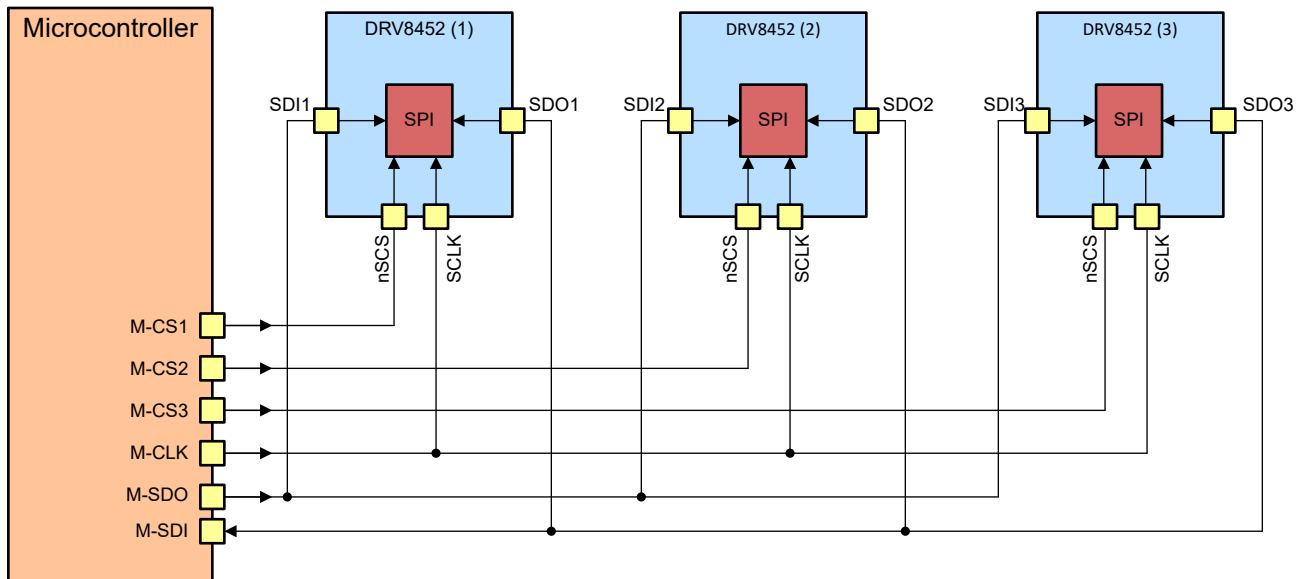 Microcontroller
DRV8452 (1)
DRV8452 (2)
DRV8452 (3)
SDI1
SDO1
SDI2
SDO2
SDI3
SDO3
SPI
SPI
SPI
nSCS
SCLK
nSCS
SCLK
nSCS
SCLK
M-CS1
M-CS2
M-CS3
M-CLK
M-SDO
M-SDI